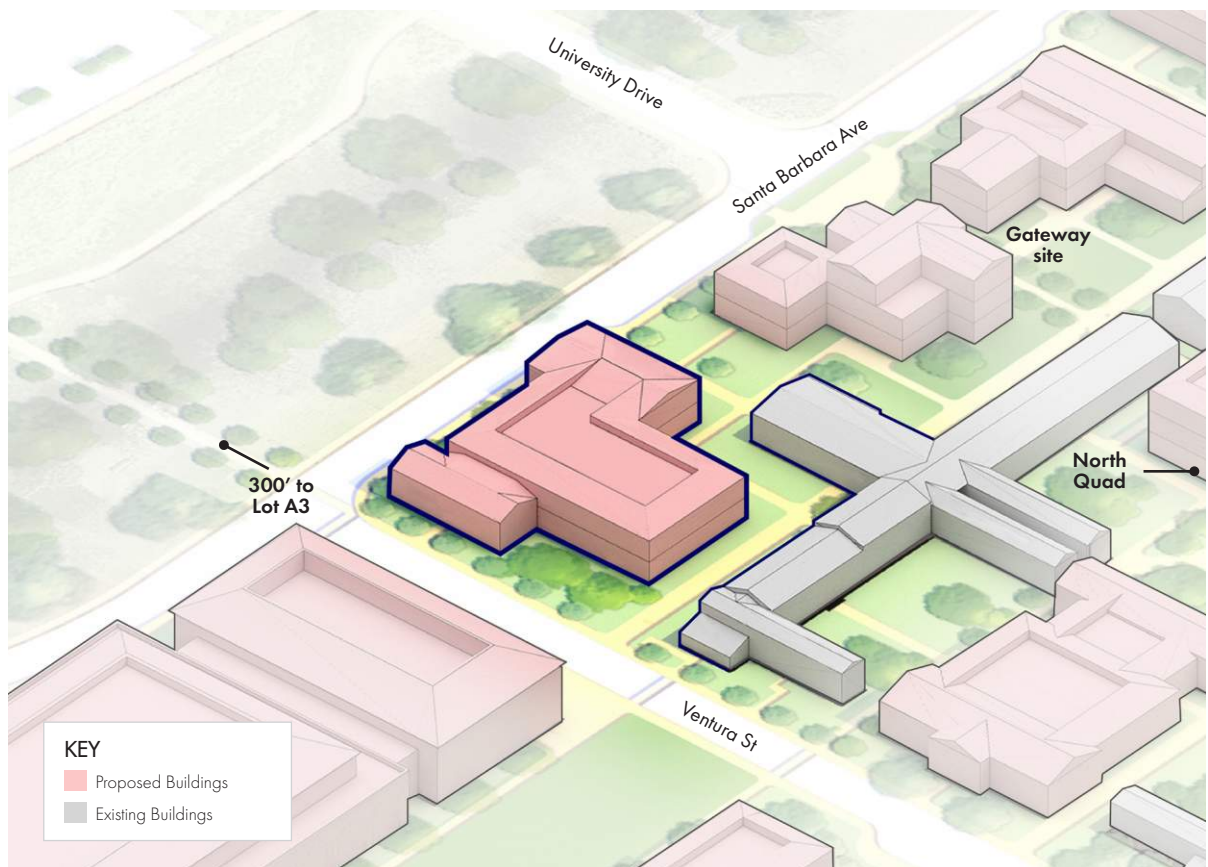 University Drive
Santa Barbara Ave
Gateway
site
North
Quad
300’ to
Lot A3
Ventura St
KEY
Proposed Buildings
Existing Buildings